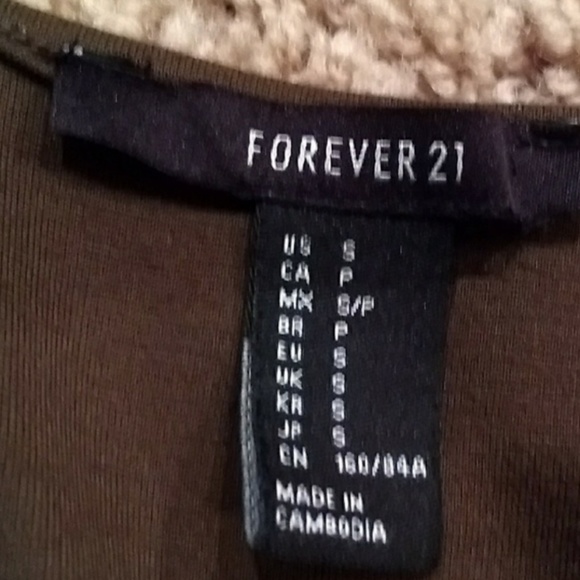 FOREVER 21
US S
CA P
MX S/P
BR P
EU S
UK S
KR S
JP S
CN 160/84A
MADE IN
CAMBODIA